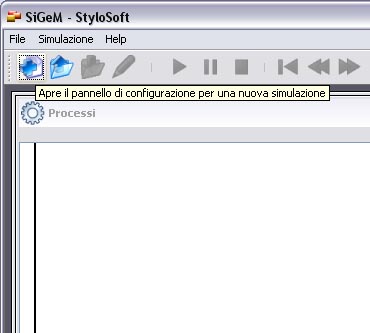 SiGeM - StyloSoft
File Simulazione Help
Apre il pannello di configurazione per una nuova simulazione
Processi